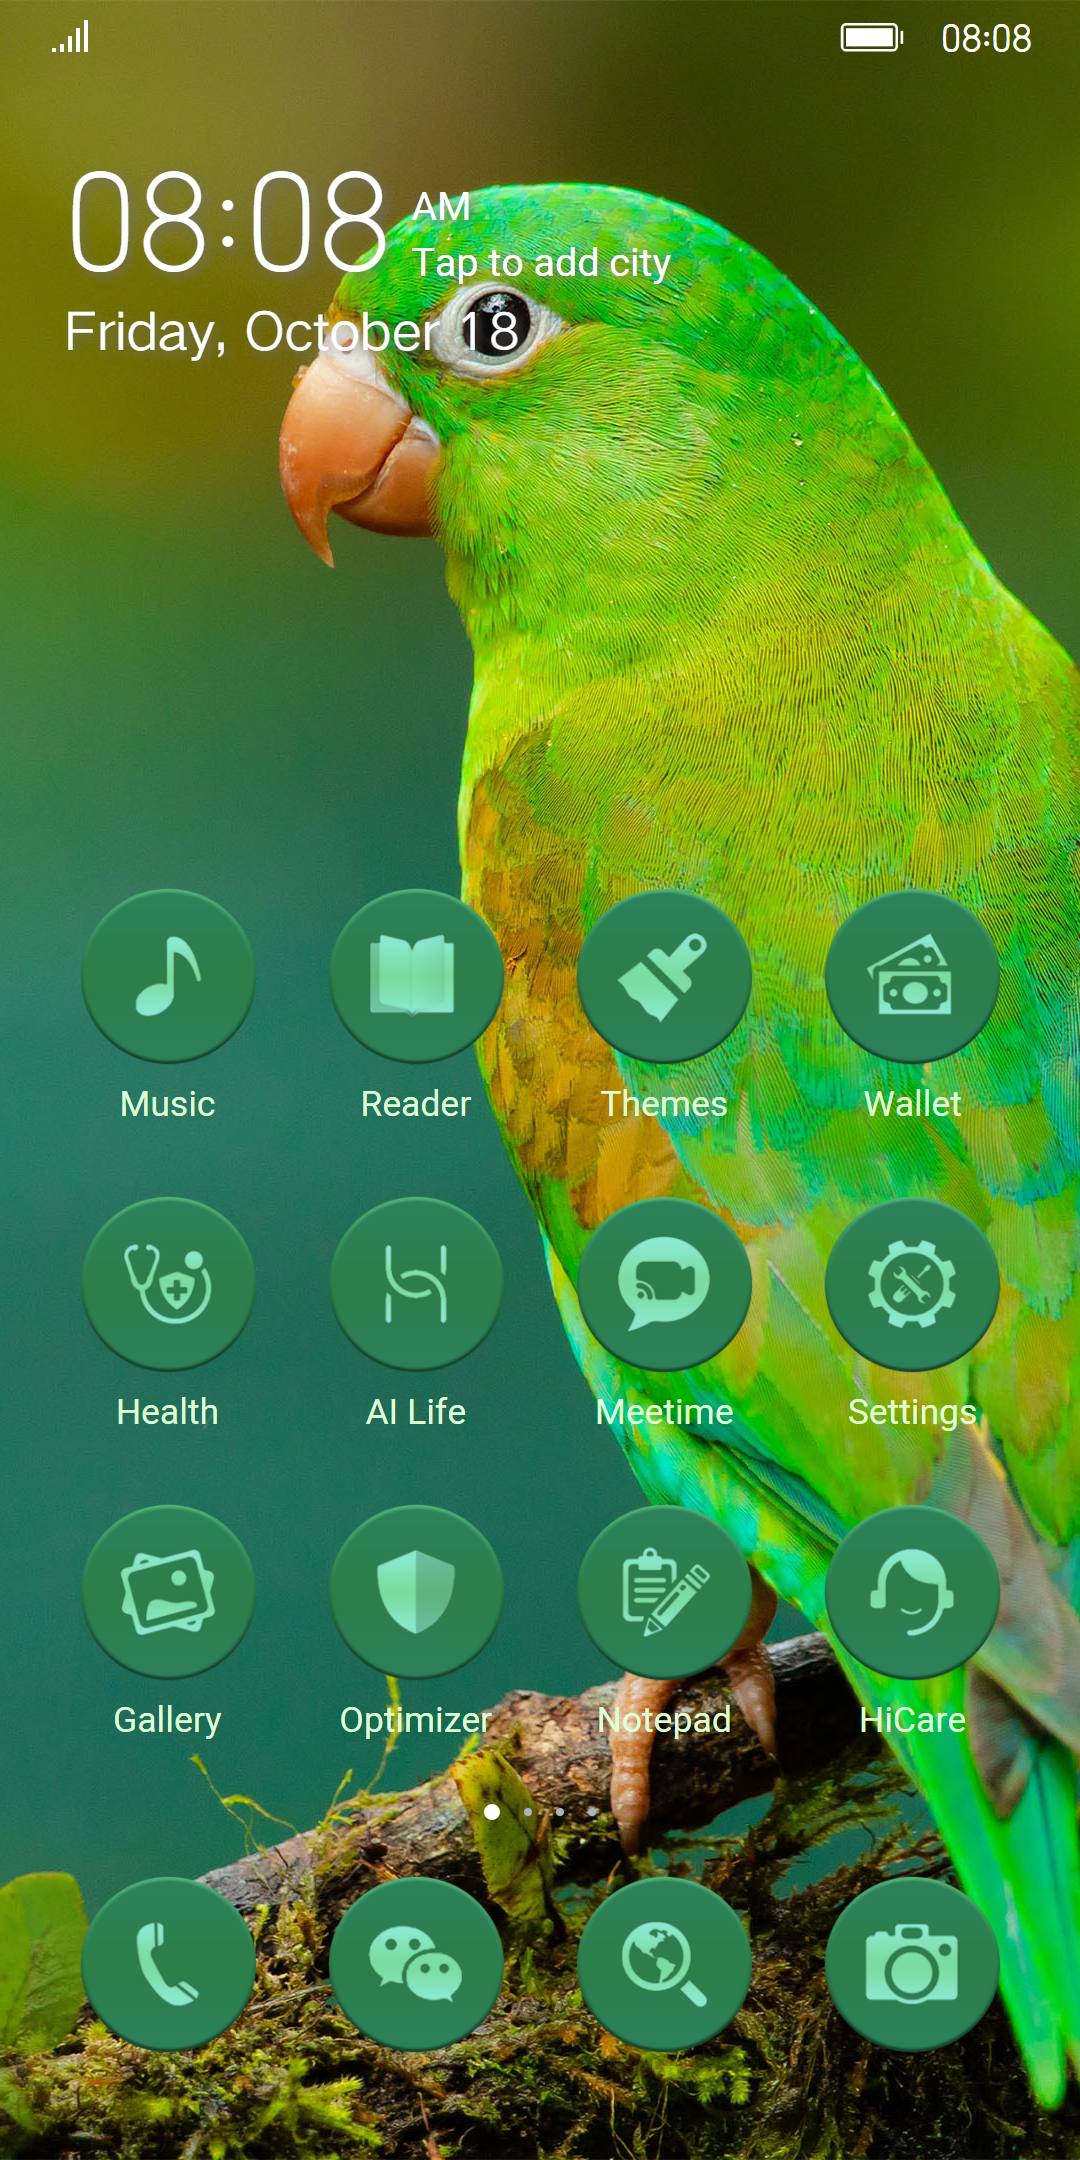 08:08
08:08 AM
Tap to add city
Friday, October 18
Music Reader Themes Wallet
Health AI Life Meetime Settings
Gallery Optimizer Notepad HiCare